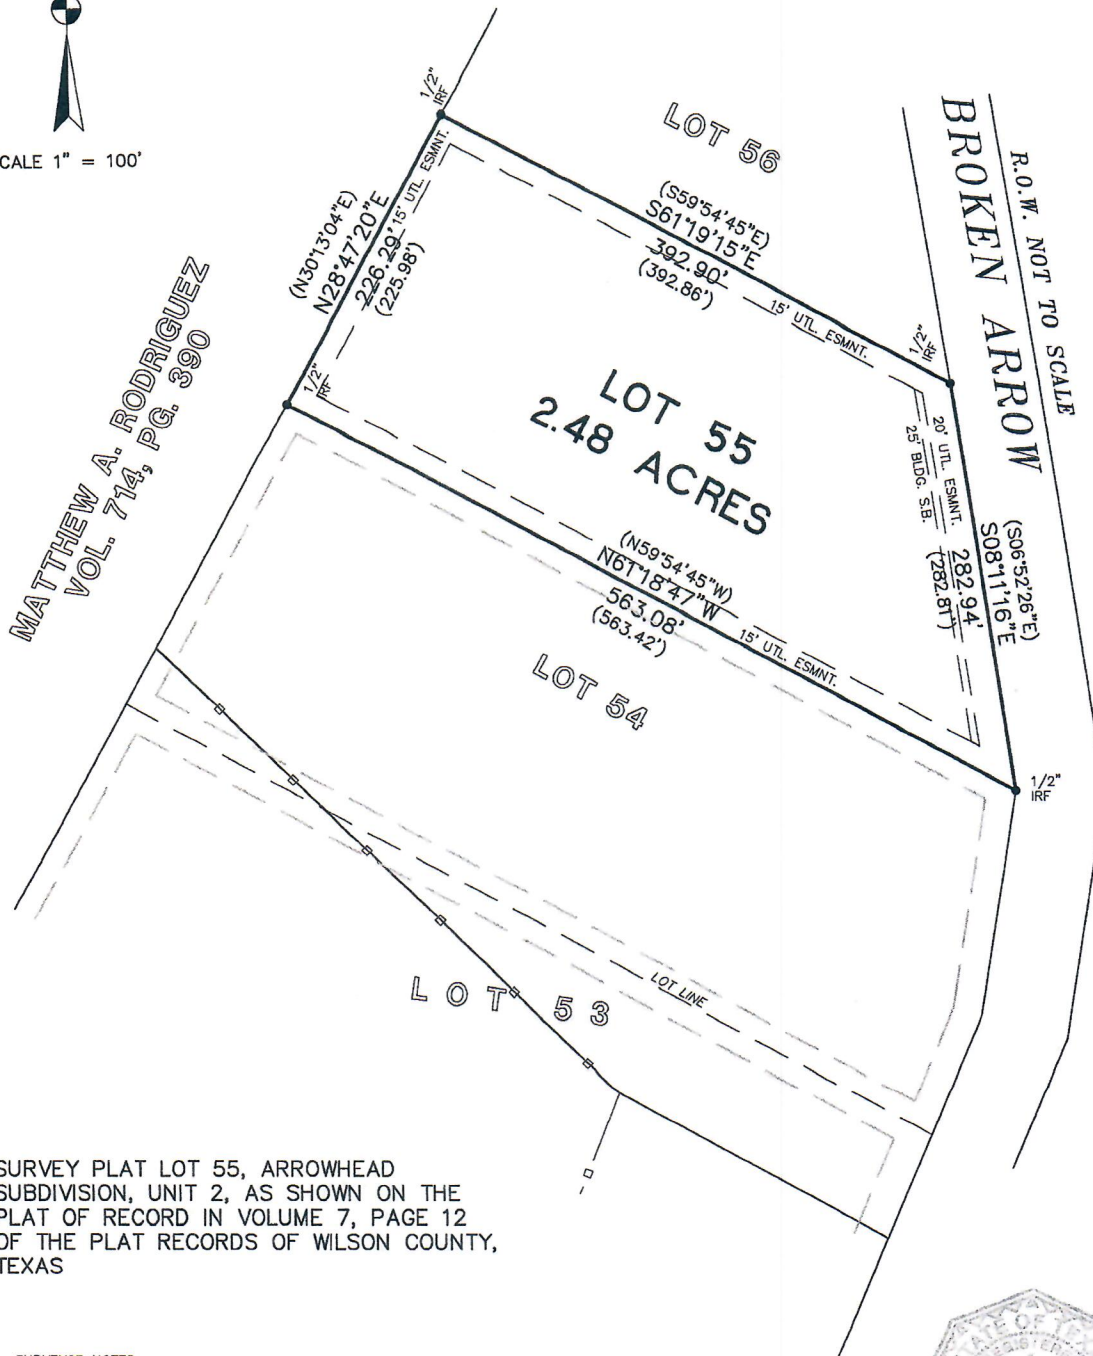 CALE 1" = 100'
1/2"
IRF
LOT 56
R.O.W. NOT TO SCALE
BROKEN ARROW
(S59°54'45"E)
S61°19'15"E
392.90'
(392.86')
15' UTL. ESMNT.
15' UTL. ESMNT.
(N30°13'04"E)
N28°47'20"E
226.29'
(225.98')
1/2"
IRF
1/2"
IRF
MATTHEW A. RODRIGUEZ
VOL. 714, PG. 390
LOT 55
2.48 ACRES
20' UTL. ESMNT.
25' BLDG. S.B.
(S06°52'26"E)
S08°11'16"E
282.94'
(282.81')
(N59°54'45"W)
N61°18'47"W
563.08'
(563.42')
15' UTL. ESMNT.
LOT 54
1/2"
IRF
LOT LINE
LOT 53
SURVEY PLAT LOT 55, ARROWHEAD
SUBDIVISION, UNIT 2, AS SHOWN ON THE
PLAT OF RECORD IN VOLUME 7, PAGE 12
OF THE PLAT RECORDS OF WILSON COUNTY,
TEXAS